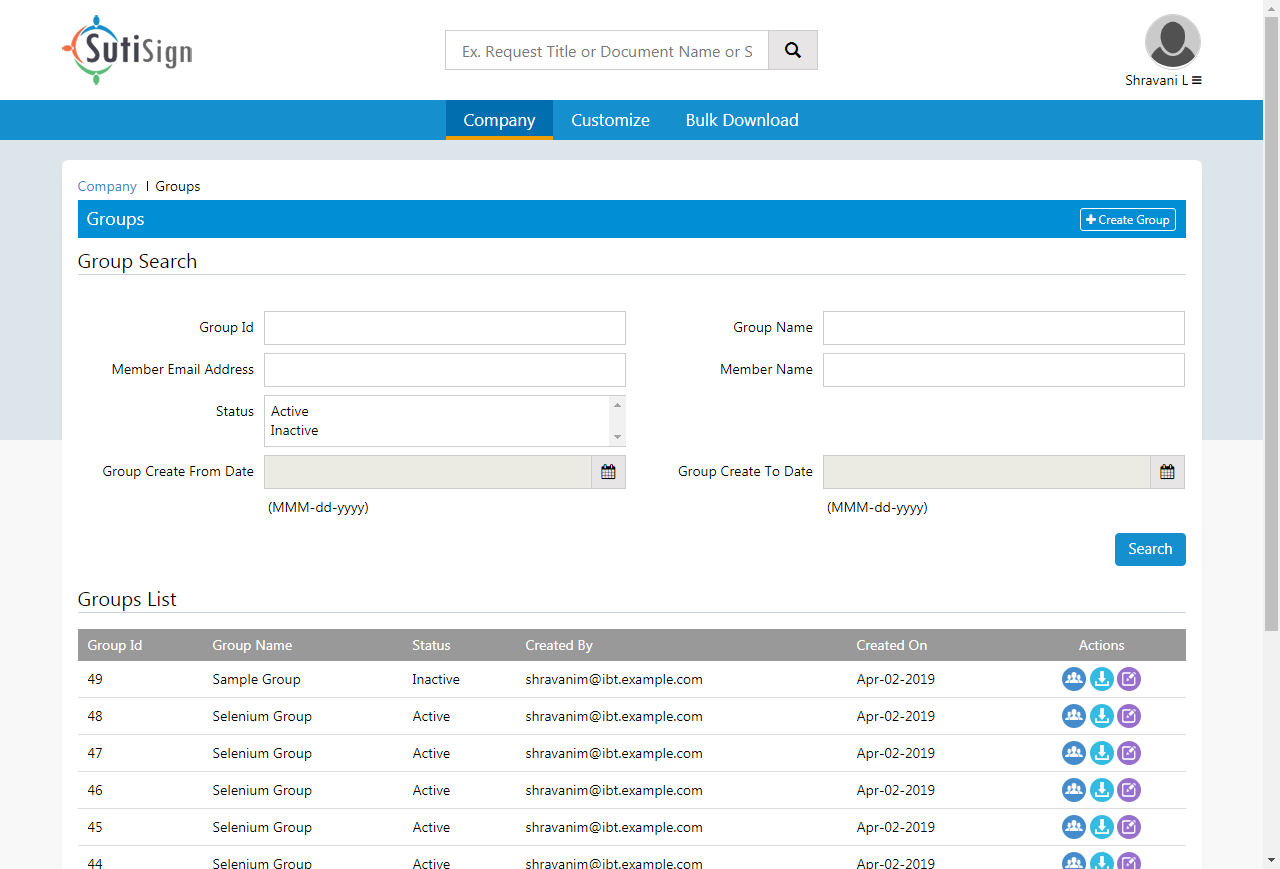 SutiSign
Ex. Request Title or Document Name or S
Shravani L
Company Customize Bulk Download
Company | Groups
Groups
Create Group
Group Search
Group Id
Group Name
Member Email Address
Member Name
Status
Active
Inactive
Group Create From Date
Group Create To Date
(MMM-dd-yyyy)
(MMM-dd-yyyy)
Search
Groups List
Group Id Group Name Status Created By Created On Actions
49 Sample Group Inactive shravanim@ibt.example.com Apr-02-2019
48 Selenium Group Active shravanim@ibt.example.com Apr-02-2019
47 Selenium Group Active shravanim@ibt.example.com Apr-02-2019
46 Selenium Group Active shravanim@ibt.example.com Apr-02-2019
45 Selenium Group Active shravanim@ibt.example.com Apr-02-2019
44 Selenium Group Active shravanim@ibt.example.com Apr-02-2019